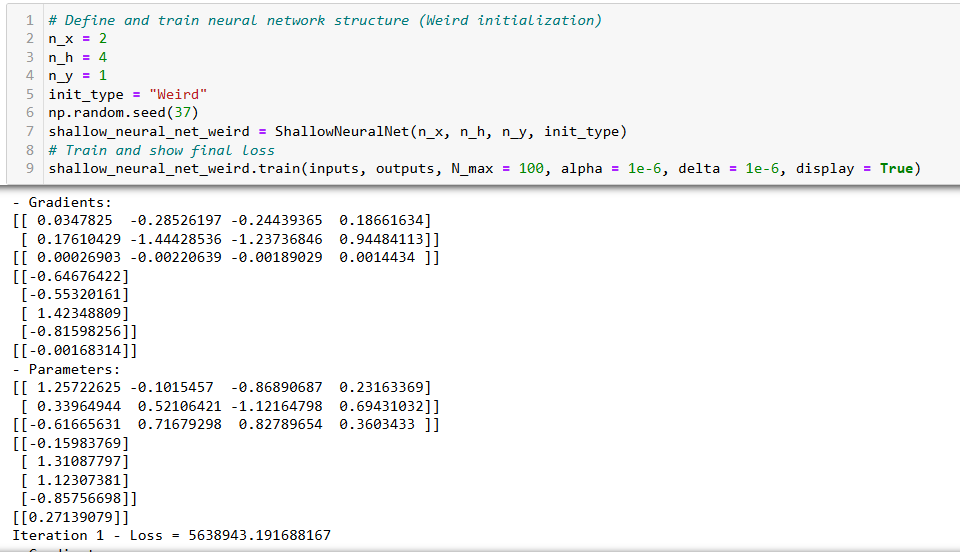 1 # Define and train neural network structure (Weird initialization)
2 n_x = 2
3 n_h = 4
4 n_y = 1
5 init_type = "Weird"
6 np.random.seed(37)
7 shallow_neural_net_weird = ShallowNeuralNet(n_x, n_h, n_y, init_type)
8 # Train and show final loss
9 shallow_neural_net_weird.train(inputs, outputs, N_max = 100, alpha = 1e-6, delta = 1e-6, display = True)
- Gradients:
[[ 0.0347825  -0.28526197 -0.24439365  0.18661634]
 [ 0.17610429 -1.44428536 -1.23736846  0.94484113]]
[[ 0.00026903 -0.00220639 -0.00189029  0.0014434 ]]
[[-0.64676422]
 [-0.55320161]
 [ 1.42348809]
 [-0.81598256]]
[[-0.00168314]]
- Parameters:
[[ 1.25722625 -0.1015457  -0.86890687  0.23163369]
 [ 0.33964944  0.52106421 -1.12164798  0.69431032]]
[[-0.61665631  0.71679298  0.82789654  0.3603433 ]]
[[-0.15983769]
 [ 1.31087797]
 [ 1.12307381]
 [-0.85756698]]
[[0.27139079]]
Iteration 1 - Loss = 5638943.191688167